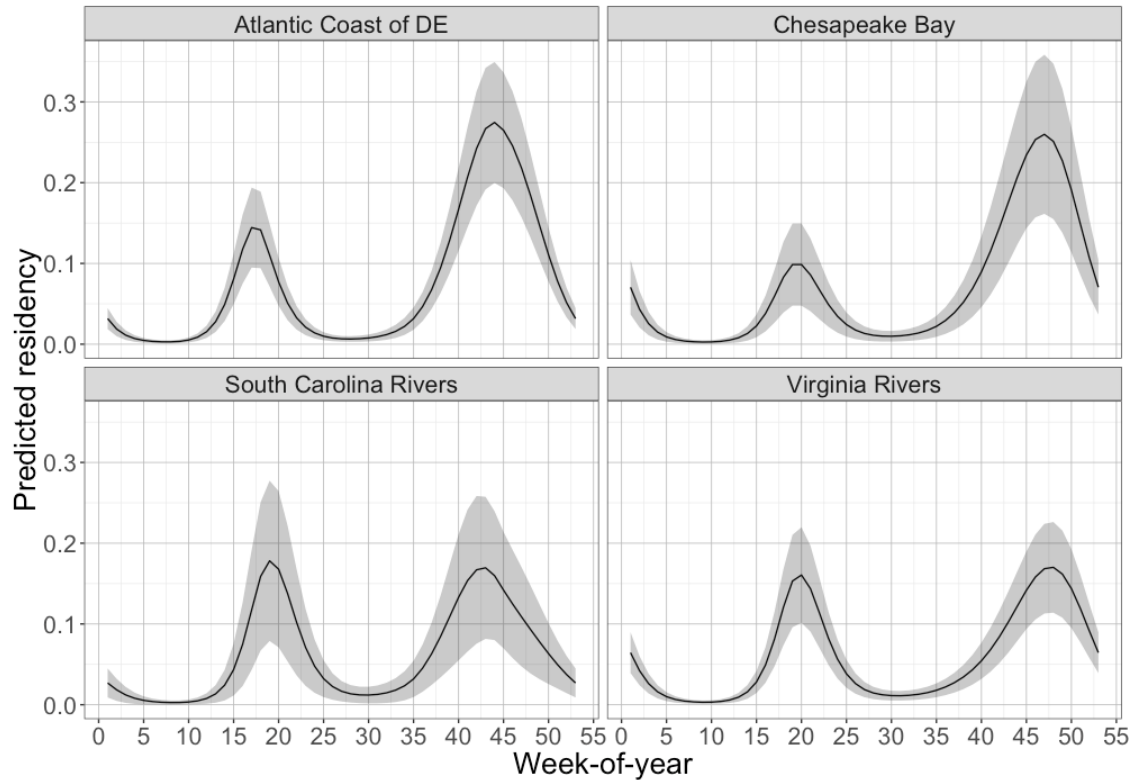 Atlantic Coast of DE
Chesapeake Bay
0.3
0.2
0.1
0.0
South Carolina Rivers
Virginia Rivers
0.3
0.2
0.1
0.0
0 5 10 15 20 25 30 35 40 45 50 55
0 5 10 15 20 25 30 35 40 45 50 55
Predicted residency
Week-of-year